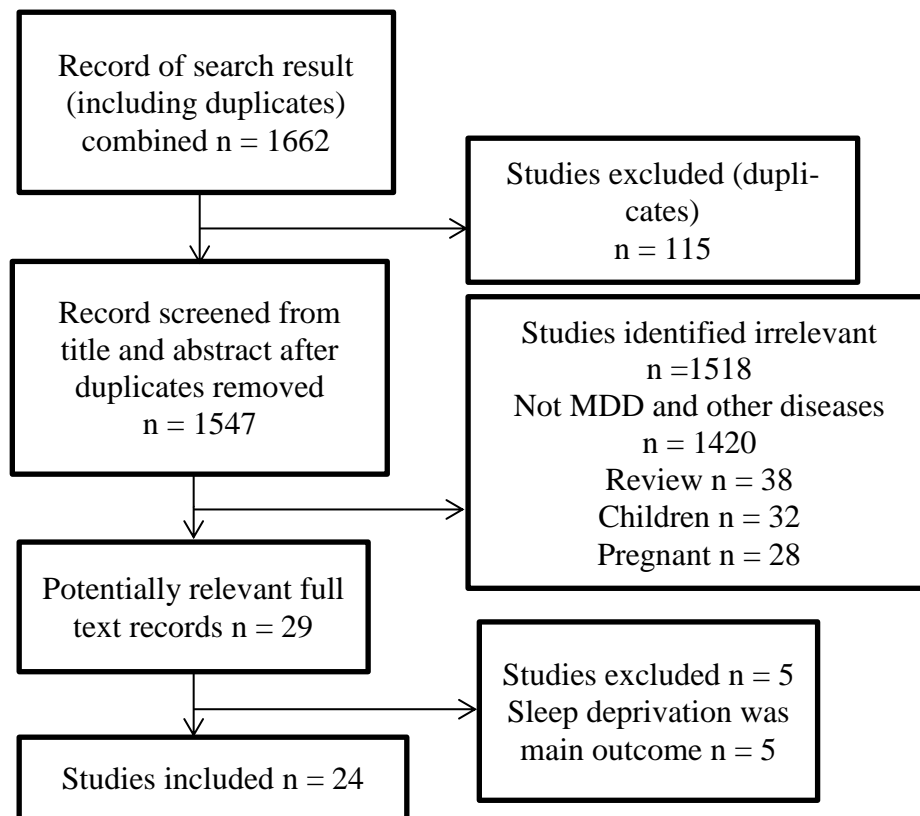 Record of search result
(including duplicates)
combined n = 1662
Studies excluded (dupli-
cates)
n = 115
Record screened from
title and abstract after
duplicates removed
n = 1547
Studies identified irrelevant
n =1518
Not MDD and other diseases
n = 1420
Review n = 38
Children n = 32
Pregnant n = 28
Potentially relevant full
text records n = 29
Studies excluded n = 5
Sleep deprivation was
main outcome n = 5
Studies included n = 24